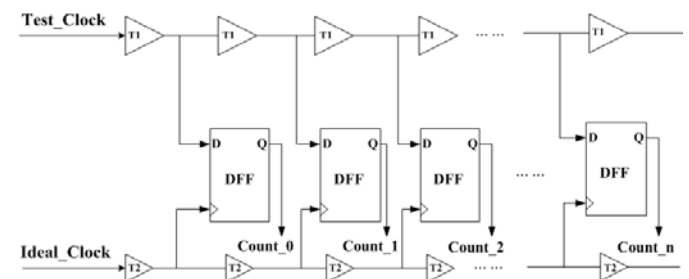 Test_Clock
T1 T1 T1 T1 ... ... T1
D Q D Q D Q D Q
DFF DFF DFF DFF
... ...
Count_0 Count_1 Count_2 Count_n
Ideal_Clock
T2 T2 T2 T2 ... ... T2